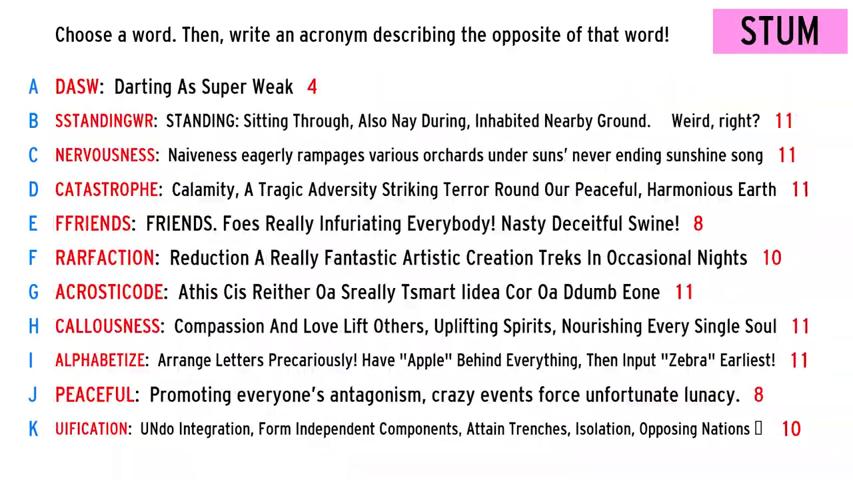 Choose a word. Then, write an acronym describing the opposite of that word!
STUM
A DASW: Darting As Super Weak 4
B SSTANDINGWR: STANDING: Sitting Through, Also Nay During, Inhabited Nearby Ground. Weird, right? 11
C NERVOUSNESS: Naiveness eagerly rampages various orchards under suns’ never ending sunshine song 11
D CATASTROPHE: Calamity, A Tragic Adversity Striking Terror Round Our Peaceful, Harmonious Earth 11
E FFRIENDS: FRIENDS. Foes Really Infuriating Everybody! Nasty Deceitful Swine! 8
F RARFACTION: Reduction A Really Fantastic Artistic Creation Treks In Occasional Nights 10
G ACROSTICODE: Athis Cis Reither Oa Sreally Tsmart Iidea Cor Oa Ddumb Eone 11
H CALLOUSNESS: Compassion And Love Lift Others, Uplifting Spirits, Nourishing Every Single Soul 11
I ALPHABETIZE: Arrange Letters Precariously! Have "Apple" Behind Everything, Then Input "Zebra" Earliest! 11
J PEACEFUL: Promoting everyone’s antagonism, crazy events force unfortunate lunacy. 8
K UIFICATION: UNdo Integration, Form Independent Components, Attain Trenches, Isolation, Opposing Nations 10